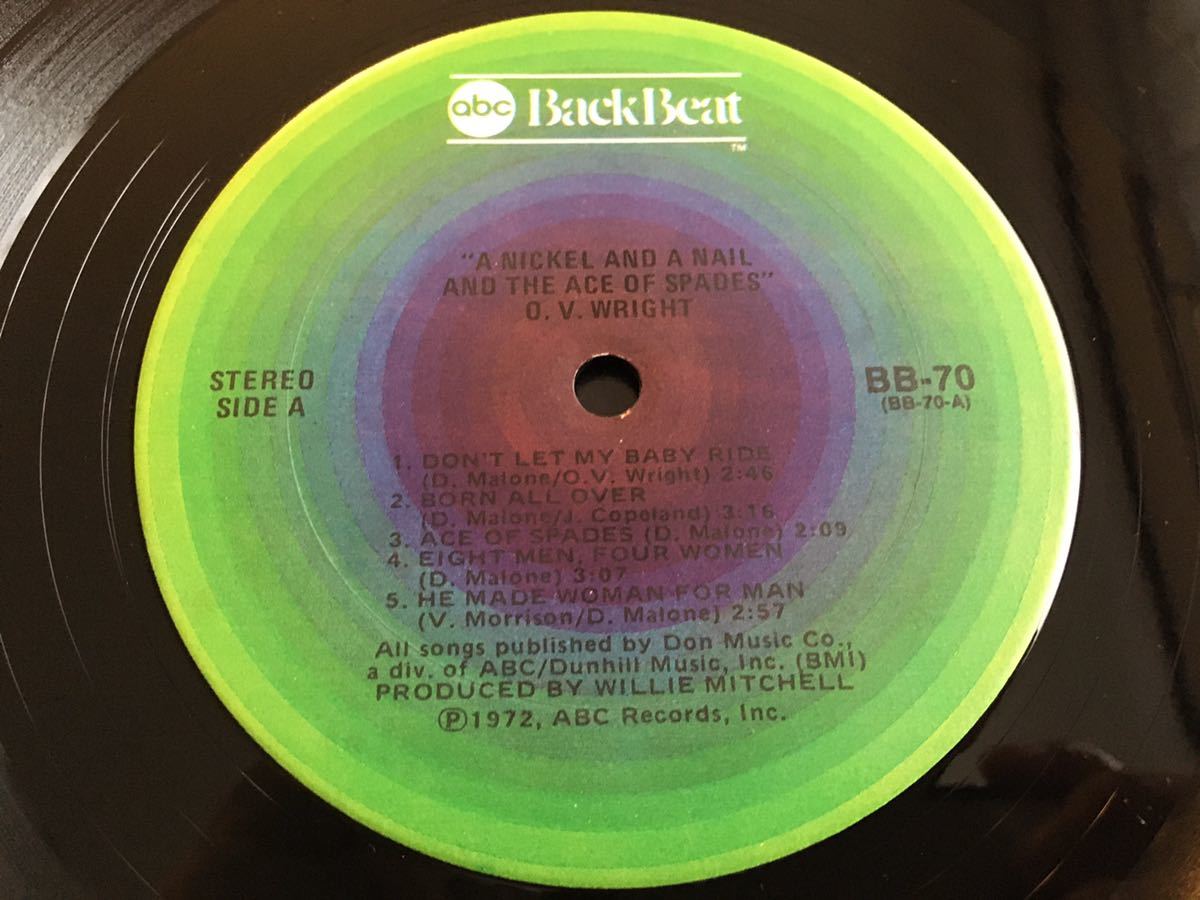 abc BackBeat
TM
"A NICKEL AND A NAIL
AND THE ACE OF SPADES"
O. V. WRIGHT
STEREO
SIDE A
BB-70
(BB-70-A)
1. DON'T LET MY BABY RIDE
(D. Malone/O.V. Wright) 2:46
2. BORN ALL OVER
(D. Malone/J. Copeland) 3:16
3. ACE OF SPADES (D. Malone) 2:09
4. EIGHT MEN, FOUR WOMEN
(D. Malone) 3:07
5. HE MADE WOMAN FOR MAN
(V. Morrison/D. Malone) 2:57
All songs published by Don Music Co.,
a div. of ABC/Dunhill Music, Inc. (BMI)
PRODUCED BY WILLIE MITCHELL
Ⓟ1972, ABC Records, Inc.